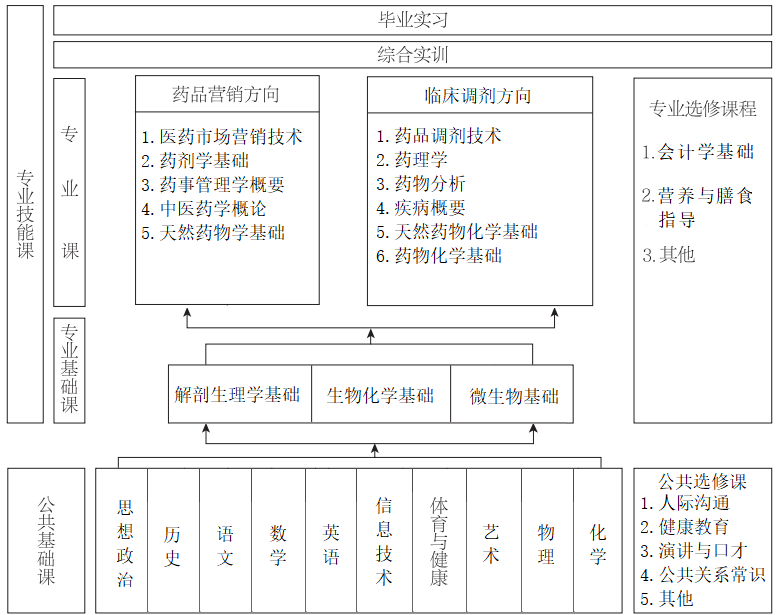 毕业实习
综合实训
专业技能课
专业课
药品营销方向
1. 医药市场营销技术
2. 药剂学基础
3. 药事管理学概要
4. 中医药学概论
5. 天然药物学基础
临床调剂方向
1. 药品调剂技术
2. 药理学
3. 药物分析
4. 疾病概要
5. 天然药物化学基础
6. 药物化学基础
专业选修课程
1. 会计学基础
2. 营养与膳食
指导
3. 其他
专业基础课
解剖生理学基础
生物化学基础
微生物基础
公共基础课
思想政治
历史
语文
数学
英语
信息技术
体育与健康
艺术
物理
化学
公共选修课
1. 人际沟通
2. 健康教育
3. 演讲与口才
4. 公共关系常识
5. 其他